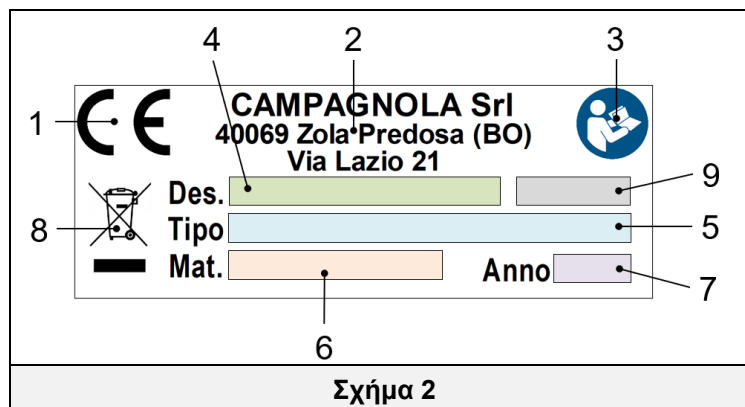 4 2 3
1 CE CAMPAGNOLA Srl
40069 Zola Predosa (BO)
Via Lazio 21
Des. 9
8 Tipo 5
Mat. Anno 7
6
Σχήμα 2